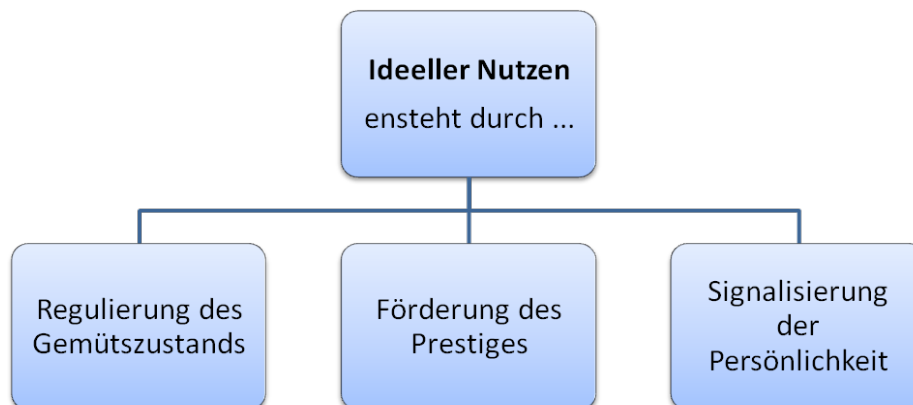 Ideeller Nutzen
ensteht durch ...
Regulierung des
Gemütszustands
Förderung des
Prestiges
Signalisierung
der
Persönlichkeit